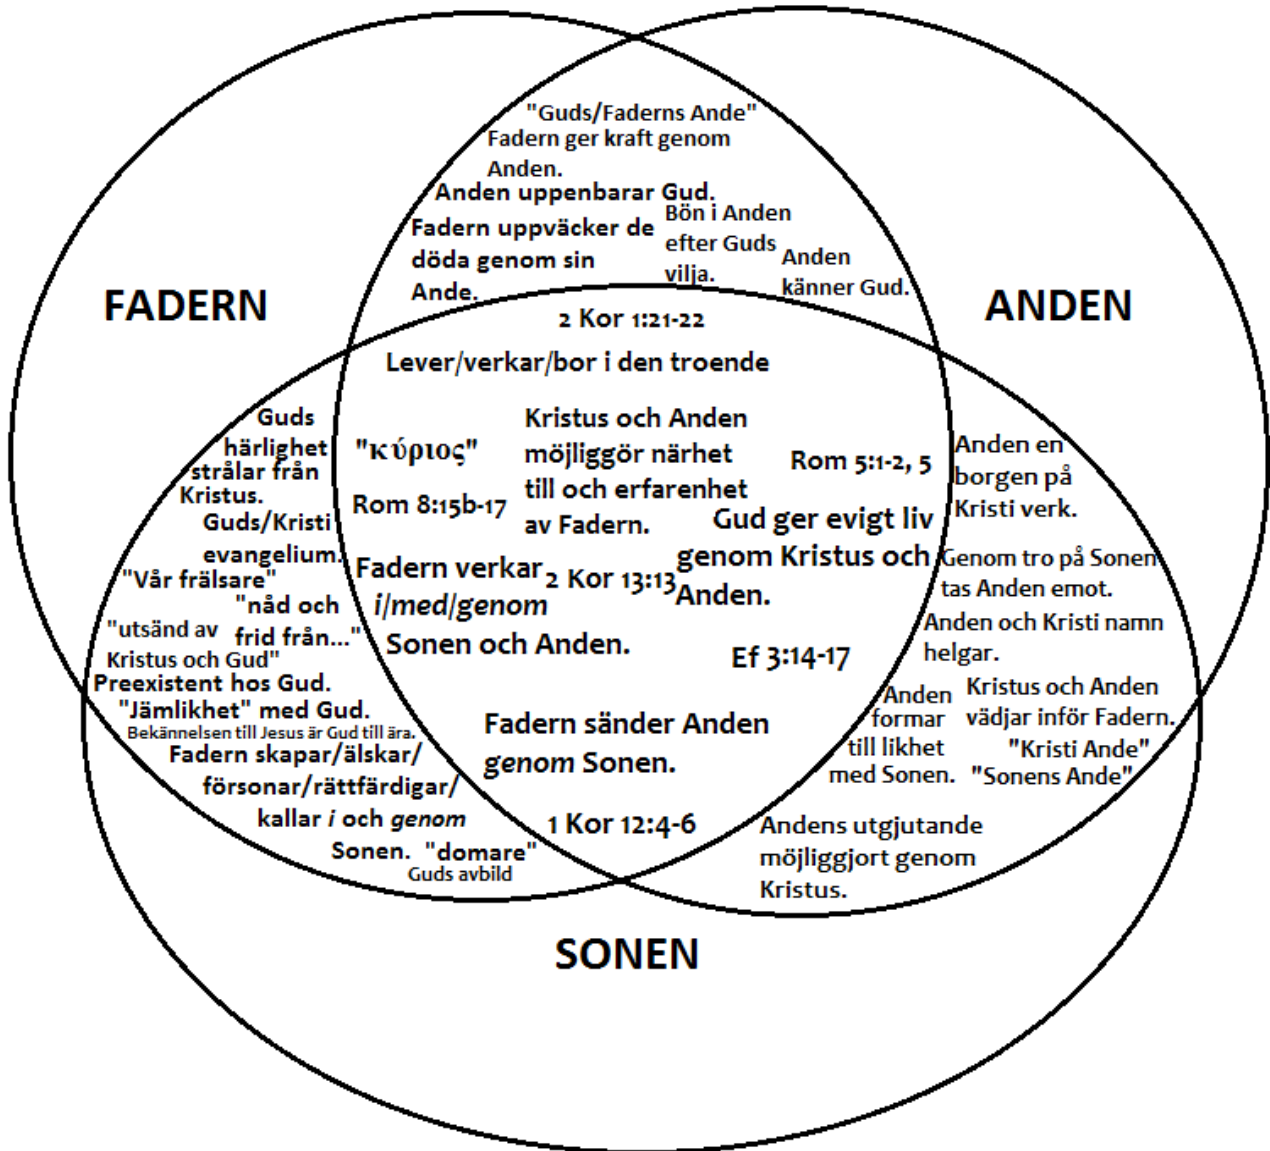 "Guds/Faderns Ande"
Fadern ger kraft genom
Anden.
Anden uppenbarar Gud.
Fadern uppväcker de
döda genom sin
Ande.
Bön i Anden
efter Guds
vilja.
Anden
känner Gud.
FADERN
ANDEN
2 Kor 1:21-22
Lever/verkar/bor i den troende
Guds
härlighet
strålar från
Kristus.
Guds/Kristi
evangelium.
"Vår frälsare"
"nåd och
frid från..."
"utsänd av
Kristus och Gud"
Preexistent hos Gud.
"Jämlikhet" med Gud.
Bekännelsen till Jesus är Gud till ära.
Fadern skapar/älskar/
försonar/rättfärdigar/
kallar i och genom
Sonen.
"domare"
Guds avbild
"κύριος"
Rom 8:15b-17
Kristus och Anden
möjliggör närhet
till och erfarenhet
av Fadern.
Rom 5:1-2, 5
Gud ger evigt liv
genom Kristus och
Anden.
Fadern verkar
i/med/genom
Sonen och Anden.
2 Kor 13:13
Ef 3:14-17
Fadern sänder Anden
genom Sonen.
1 Kor 12:4-6
Anden en
borgen på
Kristi verk.
Genom tro på Sonen
tas Anden emot.
Anden och Kristi namn
helgar.
Anden
formar
till likhet
med Sonen.
Kristus och Anden
vädjar inför Fadern.
"Kristi Ande"
"Sonens Ande"
Andens utgjutande
möjliggjort genom
Kristus.
SONEN